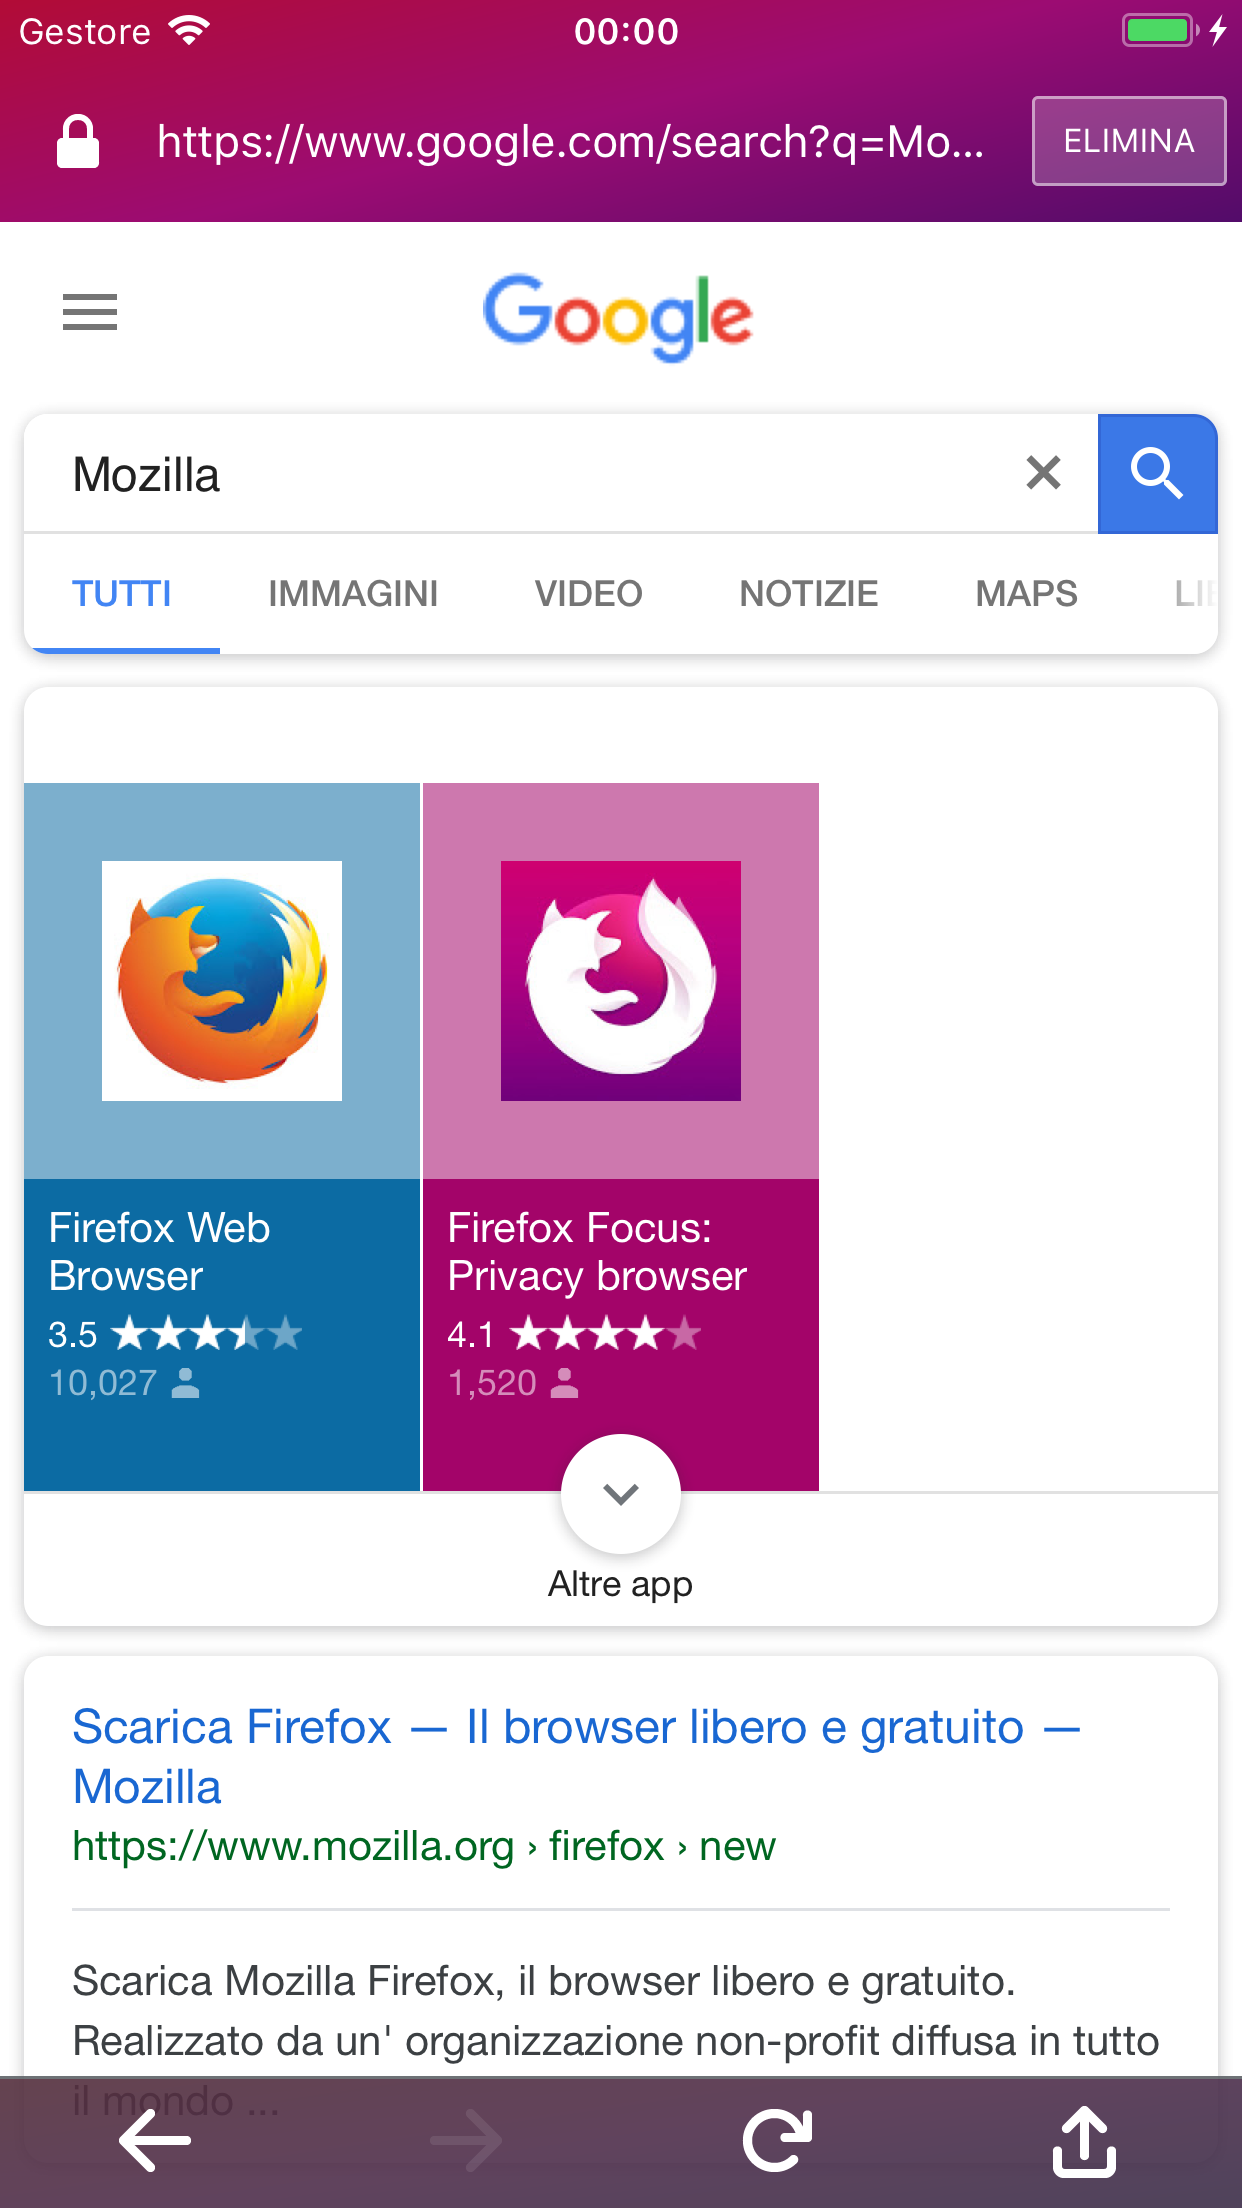 Gestore
00:00
https://www.google.com/search?q=Mo...
ELIMINA
Google
Mozilla
TUTTI IMMAGINI VIDEO NOTIZIE MAPS
Firefox Web
Browser
3.5
10,027
Firefox Focus:
Privacy browser
4.1
1,520
Altre app
Scarica Firefox — Il browser libero e gratuito —
Mozilla
https://www.mozilla.org › firefox › new
Scarica Mozilla Firefox, il browser libero e gratuito.
Realizzato da un' organizzazione non-profit diffusa in tutto
il mondo ...